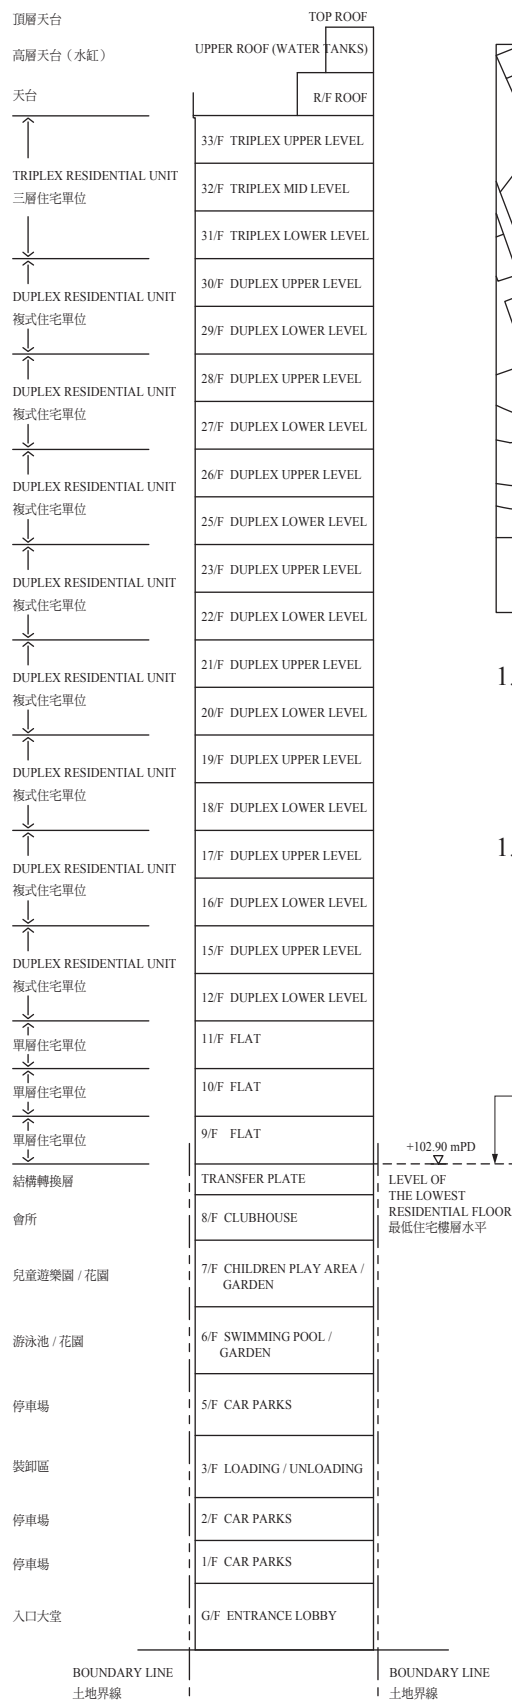 頂層天台
TOP ROOF
高層天台（水缸）
UPPER ROOF (WATER TANKS)
天台
R/F ROOF
33/F TRIPLEX UPPER LEVEL
TRIPLEX RESIDENTIAL UNIT
三層住宅單位
32/F TRIPLEX MID LEVEL
31/F TRIPLEX LOWER LEVEL
30/F DUPLEX UPPER LEVEL
DUPLEX RESIDENTIAL UNIT
複式住宅單位
29/F DUPLEX LOWER LEVEL
28/F DUPLEX UPPER LEVEL
DUPLEX RESIDENTIAL UNIT
複式住宅單位
27/F DUPLEX LOWER LEVEL
26/F DUPLEX UPPER LEVEL
DUPLEX RESIDENTIAL UNIT
複式住宅單位
25/F DUPLEX LOWER LEVEL
23/F DUPLEX UPPER LEVEL
DUPLEX RESIDENTIAL UNIT
複式住宅單位
22/F DUPLEX LOWER LEVEL
21/F DUPLEX UPPER LEVEL
DUPLEX RESIDENTIAL UNIT
複式住宅單位
20/F DUPLEX LOWER LEVEL
19/F DUPLEX UPPER LEVEL
DUPLEX RESIDENTIAL UNIT
複式住宅單位
18/F DUPLEX LOWER LEVEL
17/F DUPLEX UPPER LEVEL
DUPLEX RESIDENTIAL UNIT
複式住宅單位
16/F DUPLEX LOWER LEVEL
15/F DUPLEX UPPER LEVEL
DUPLEX RESIDENTIAL UNIT
複式住宅單位
12/F DUPLEX LOWER LEVEL
11/F FLAT
單層住宅單位
10/F FLAT
單層住宅單位
9/F FLAT
單層住宅單位
+102.90 mPD
結構轉換層
TRANSFER PLATE
LEVEL OF
THE LOWEST
RESIDENTIAL FLOOR
最低住宅樓層水平
會所
8/F CLUBHOUSE
兒童遊樂園 / 花園
7/F CHILDREN PLAY AREA /
GARDEN
游泳池 / 花園
6/F SWIMMING POOL /
GARDEN
停車場
5/F CAR PARKS
裝卸區
3/F LOADING / UNLOADING
停車場
2/F CAR PARKS
停車場
1/F CAR PARKS
入口大堂
G/F ENTRANCE LOBBY
BOUNDARY LINE
土地界線
BOUNDARY LINE
土地界線
1.
1.